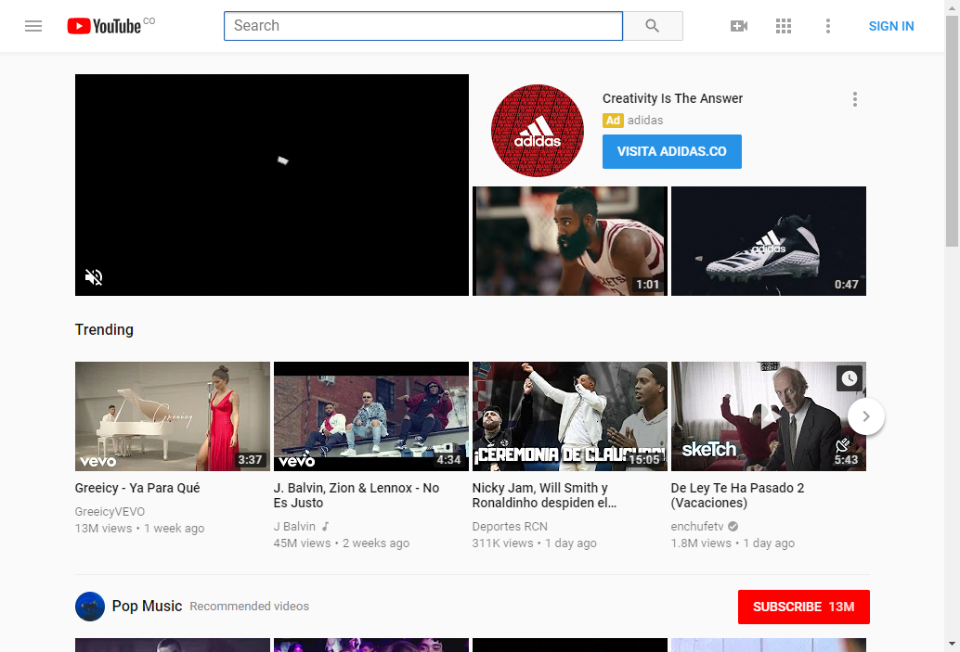 YouTube CO
Search
SIGN IN
Creativity Is The Answer
Ad adidas
VISITA ADIDAS.CO
adidas
1:01
adidas
0:47
Trending
Greeicy
vevo
3:37
vevo
4:34
¡CEREMONIA DE CLAUSURA!
15:05
skeTch
5:43
Greeicy - Ya Para Qué
GreeicyVEVO
13M views • 1 week ago
J. Balvin, Zion & Lennox - No
Es Justo
J Balvin
45M views • 2 weeks ago
Nicky Jam, Will Smith y
Ronaldinho despiden el...
Deportes RCN
311K views • 1 day ago
De Ley Te Ha Pasado 2
(Vacaciones)
enchufetv
1.8M views • 1 day ago
Pop Music Recommended videos
SUBSCRIBE 13M